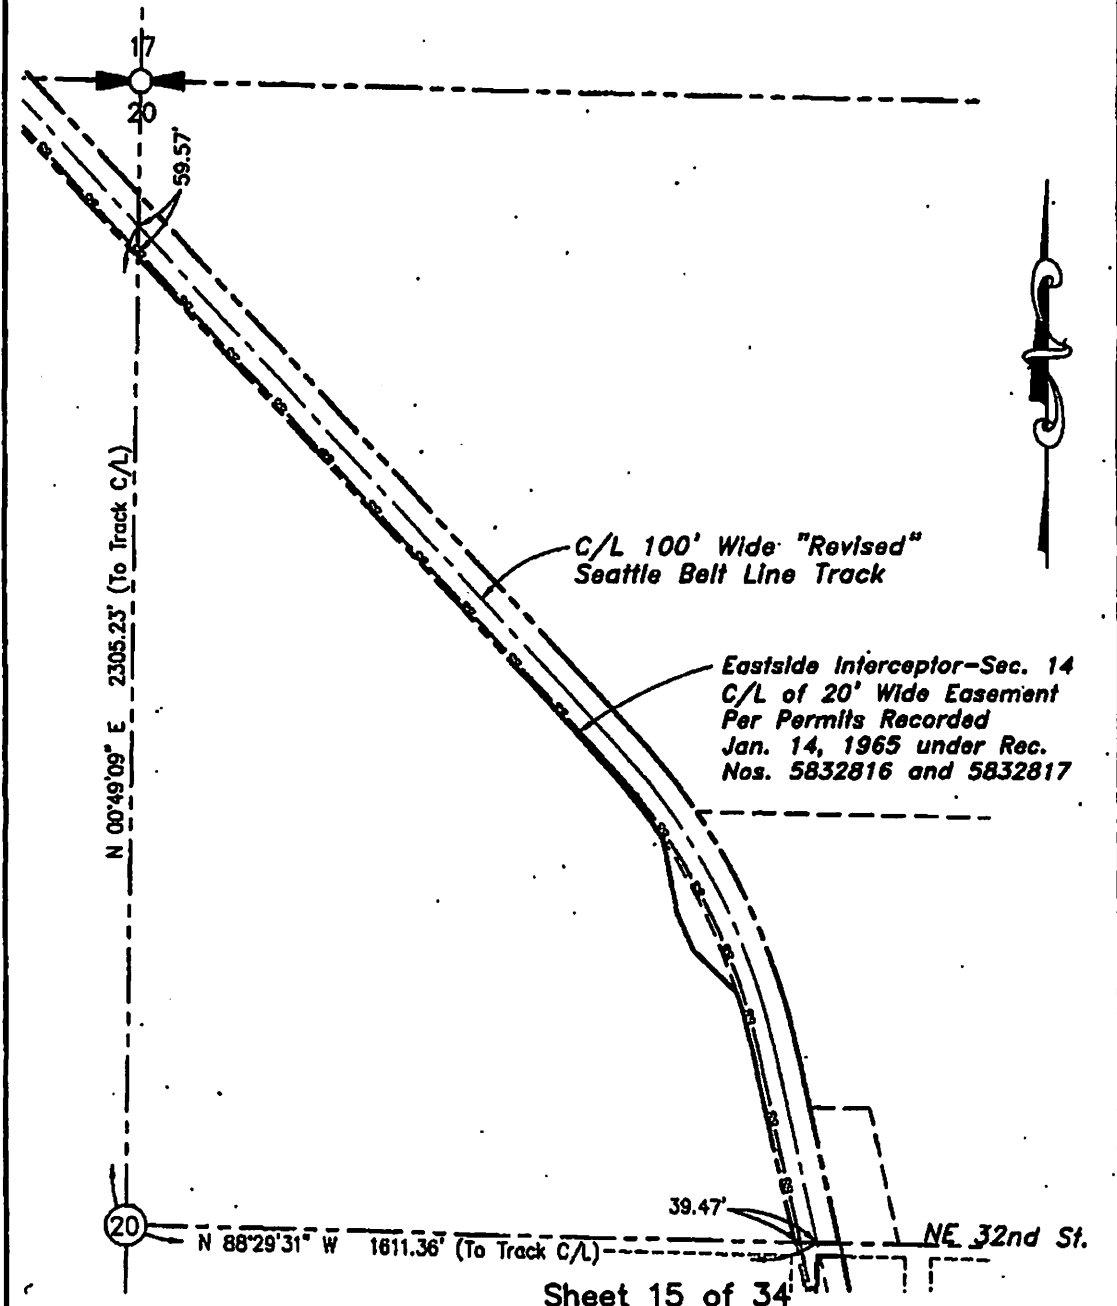 17
20
59.57'
N 00°49'09" E 2305.23' (To Track C/L)
C/L 100' Wide "Revised"
Seattle Belt Line Track
Eastside Interceptor-Sec. 14
C/L of 20' Wide Easement
Per Permits Recorded
Jan. 14, 1965 under Rec.
Nos. 5832816 and 5832817
39.47'
20
N 88°29'31" W 1611.36' (To Track C/L)
NE 32nd St.
Sheet 15 of 34